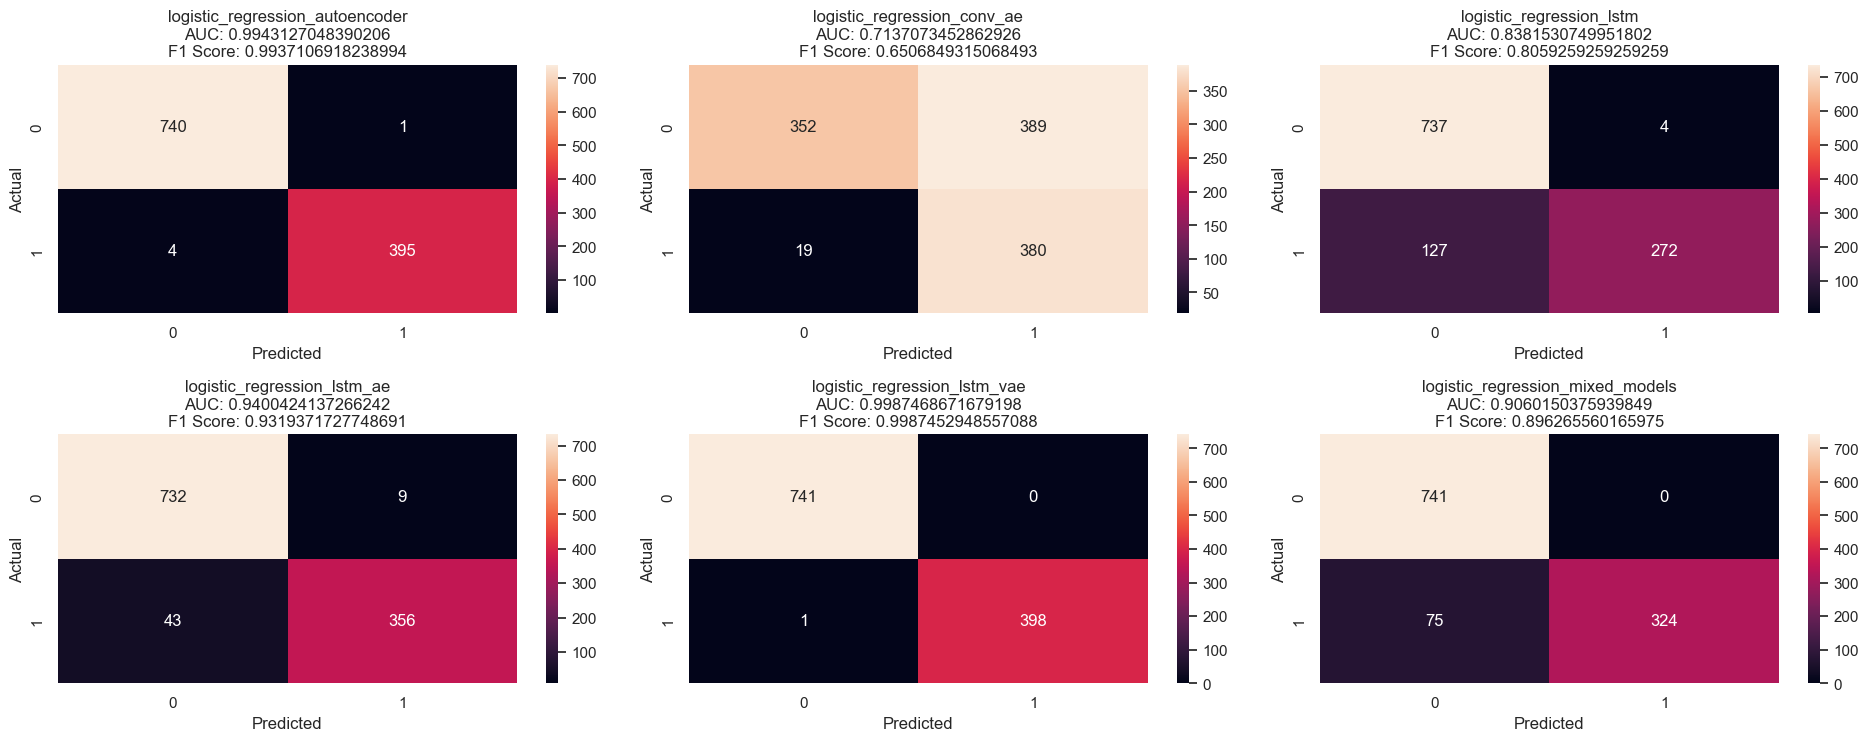 logistic_regression_autoencoder
AUC: 0.9943127048390206
F1 Score: 0.9937106918238994
740 1
4 395
0
1
Actual
0 1
Predicted
700
600
500
400
300
200
100
logistic_regression_conv_ae
AUC: 0.7137073452862926
F1 Score: 0.6506849315068493
352 389
19 380
0
1
Actual
0 1
Predicted
350
300
250
200
150
100
50
logistic_regression_lstm
AUC: 0.8381530749951802
F1 Score: 0.8059259259259259
737 4
127 272
0
1
Actual
0 1
Predicted
700
600
500
400
300
200
100
logistic_regression_lstm_ae
AUC: 0.9400424137266242
F1 Score: 0.9319371727748691
732 9
43 356
0
1
Actual
0 1
Predicted
700
600
500
400
300
200
100
logistic_regression_lstm_vae
AUC: 0.9987468671679198
F1 Score: 0.9987452948557088
741 0
1 398
0
1
Actual
0 1
Predicted
700
600
500
400
300
200
100
0
logistic_regression_mixed_models
AUC: 0.9060150375939849
F1 Score: 0.896265560165975
741 0
75 324
0
1
Actual
0 1
Predicted
700
600
500
400
300
200
100
0